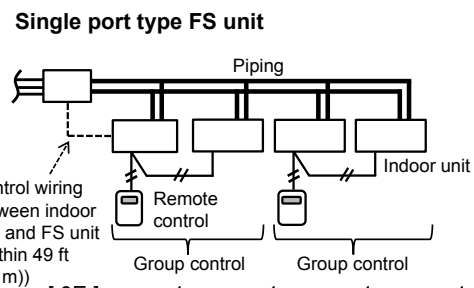 Single port type FS unit
Piping
Indoor unit
Remote
control
ntrol wiring
ween indoor
and FS unit
thin 49 ft
m))
Group control
Group control